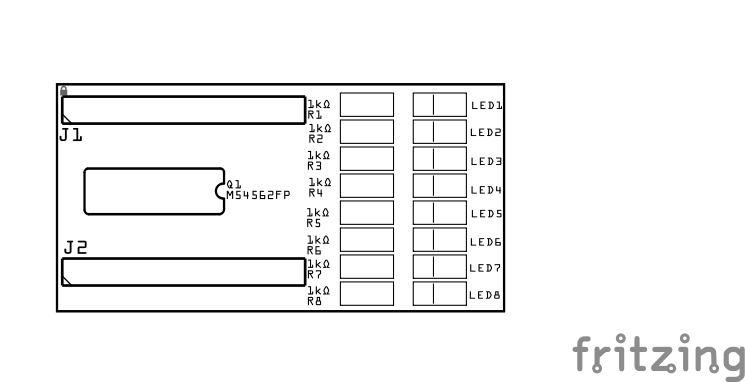 1kΩ
R1
LED1
J1
1kΩ
R2
LED2
1kΩ
R3
LED3
Q1
M54562FP
1kΩ
R4
LED4
1kΩ
R5
LED5
J2
1kΩ
R6
LED6
1kΩ
R7
LED7
1kΩ
R8
LED8
fritzing